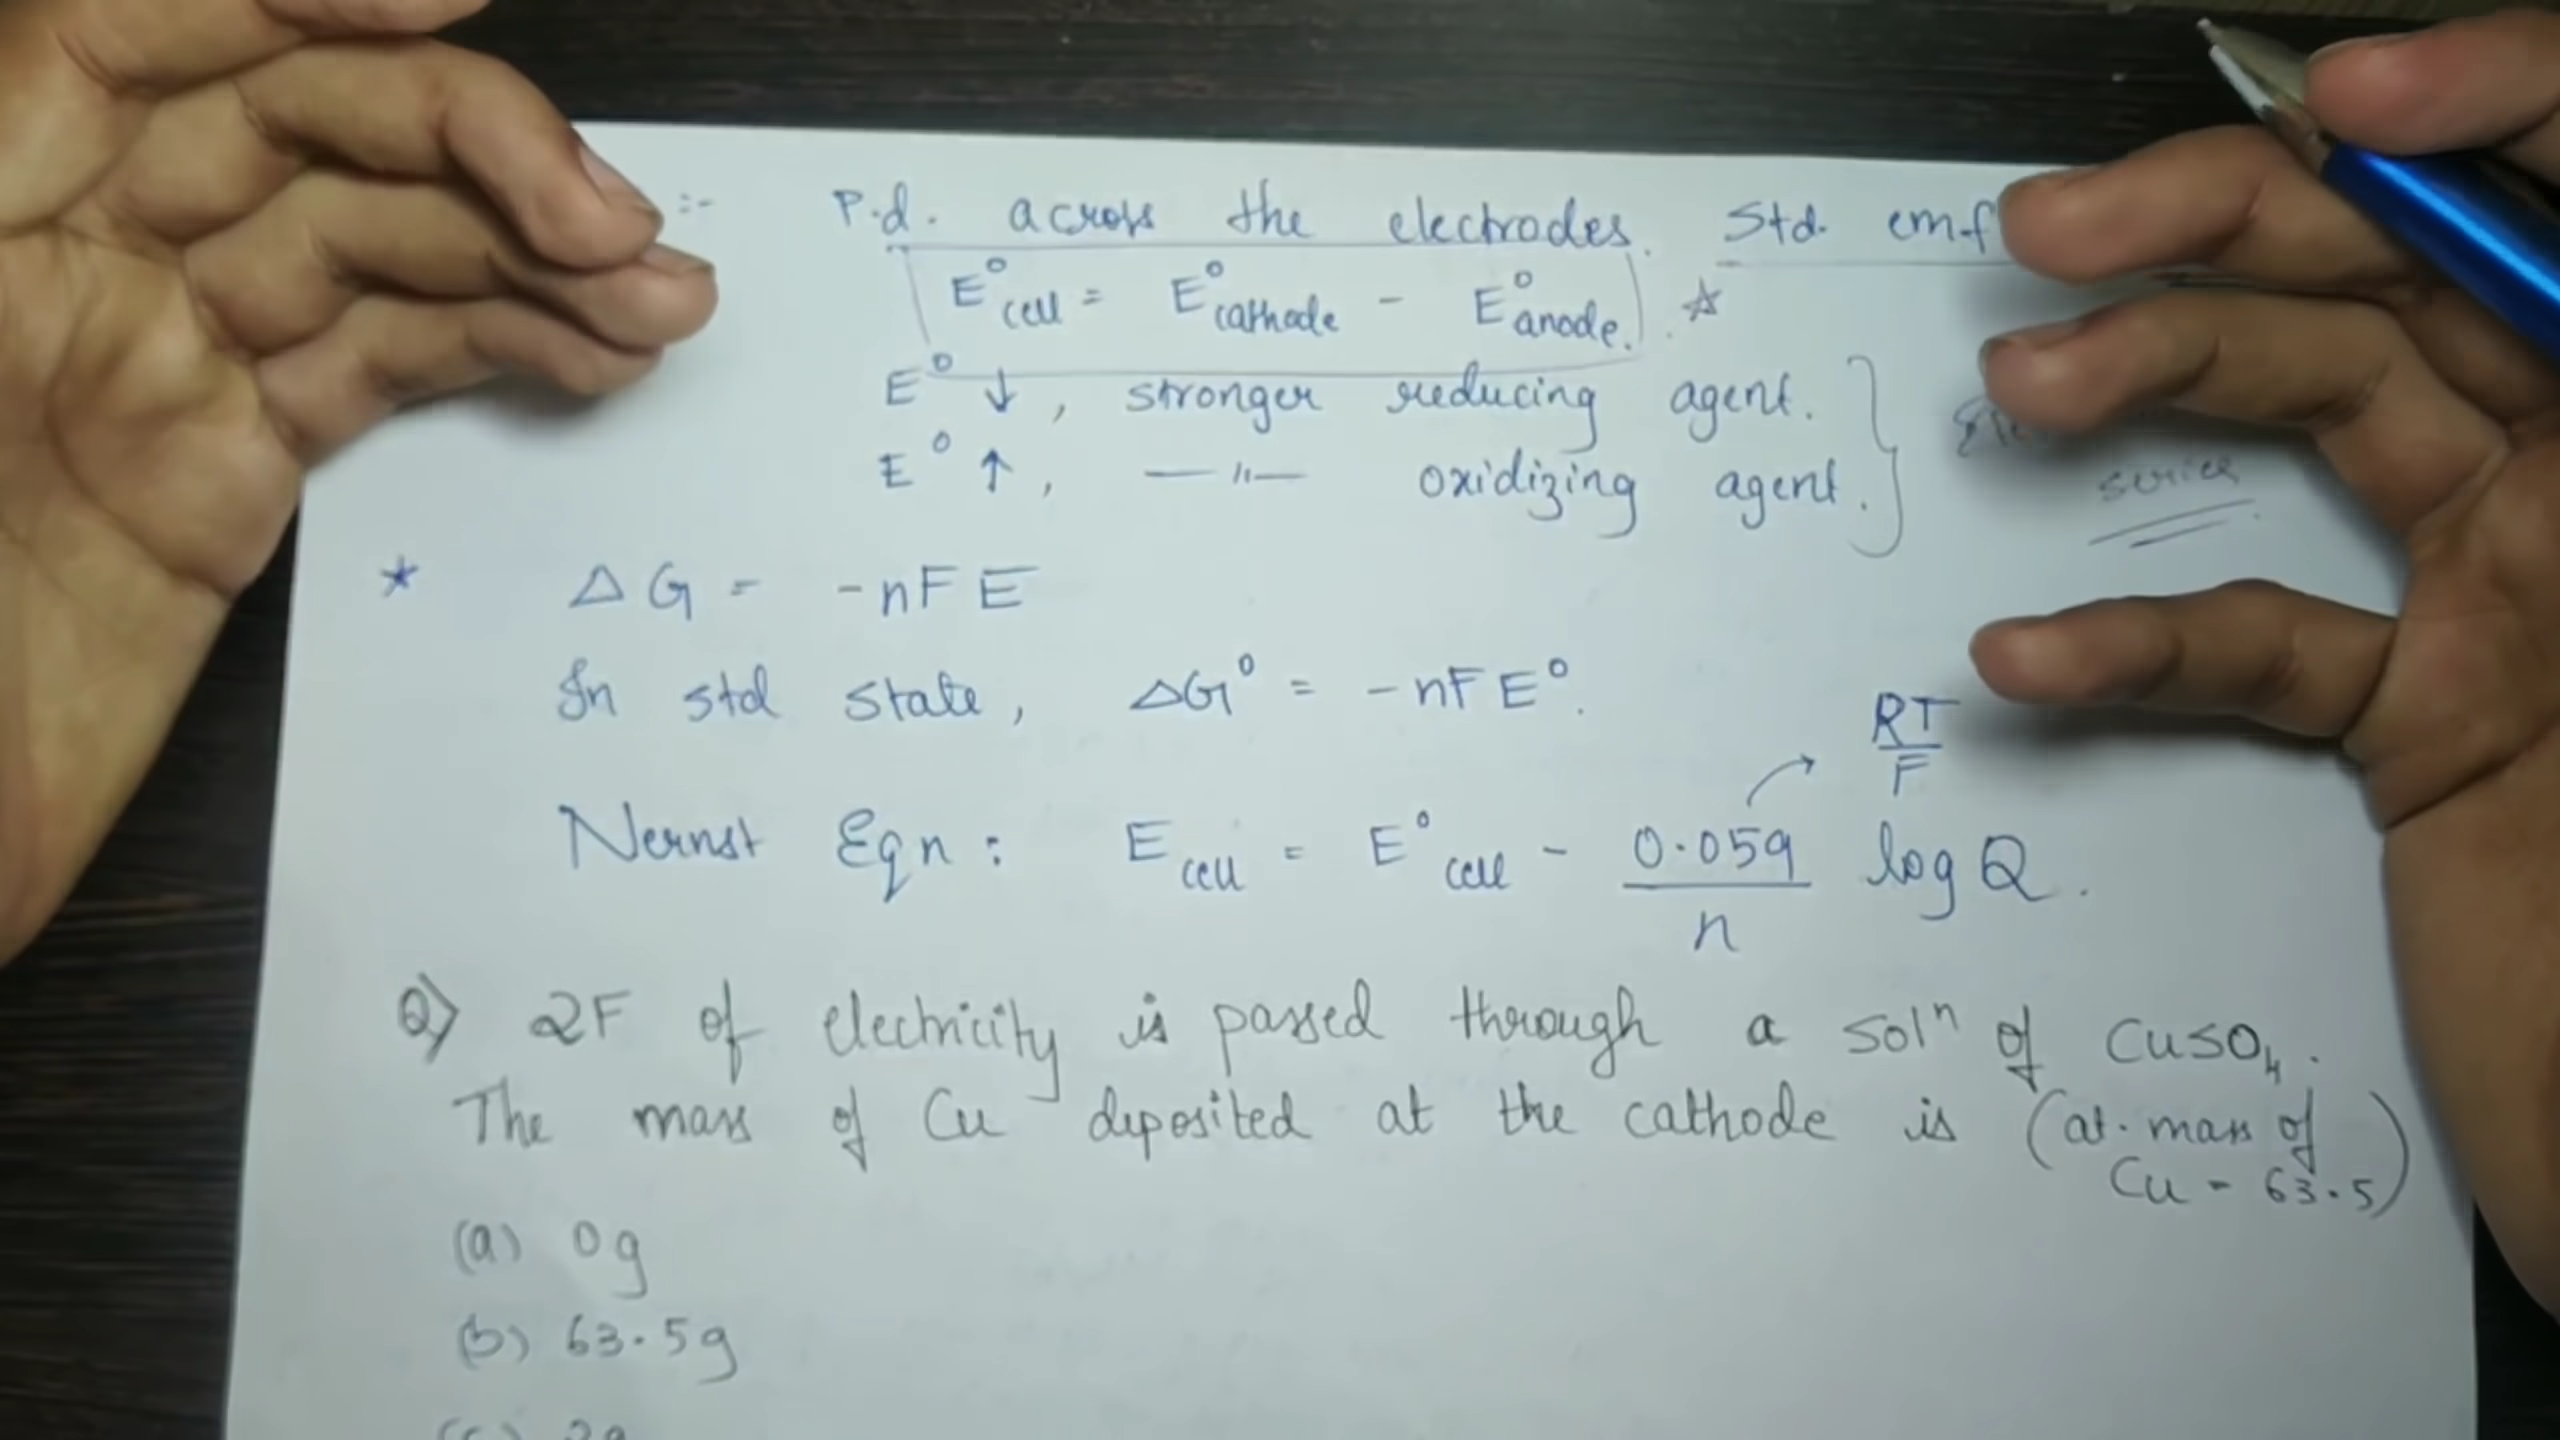 :- P.d. across the electrodes. Std. emf
E°cell = E°cathode - E°anode. ☆
E° ↓, stronger reducing agent.
E° ↑, —〃— oxidizing agent.
series
* ΔG = -nFE
In std state, ΔG° = -nFE°.
RT/F
Nernst Eqn: E cell = E° cell - 0.059/n log Q.
Q) 2F of electricity is passed through a solⁿ of CuSO₄.
The mass of Cu deposited at the cathode is (at. mass of
Cu - 63.5)
(a) 0g
(b) 63.5g